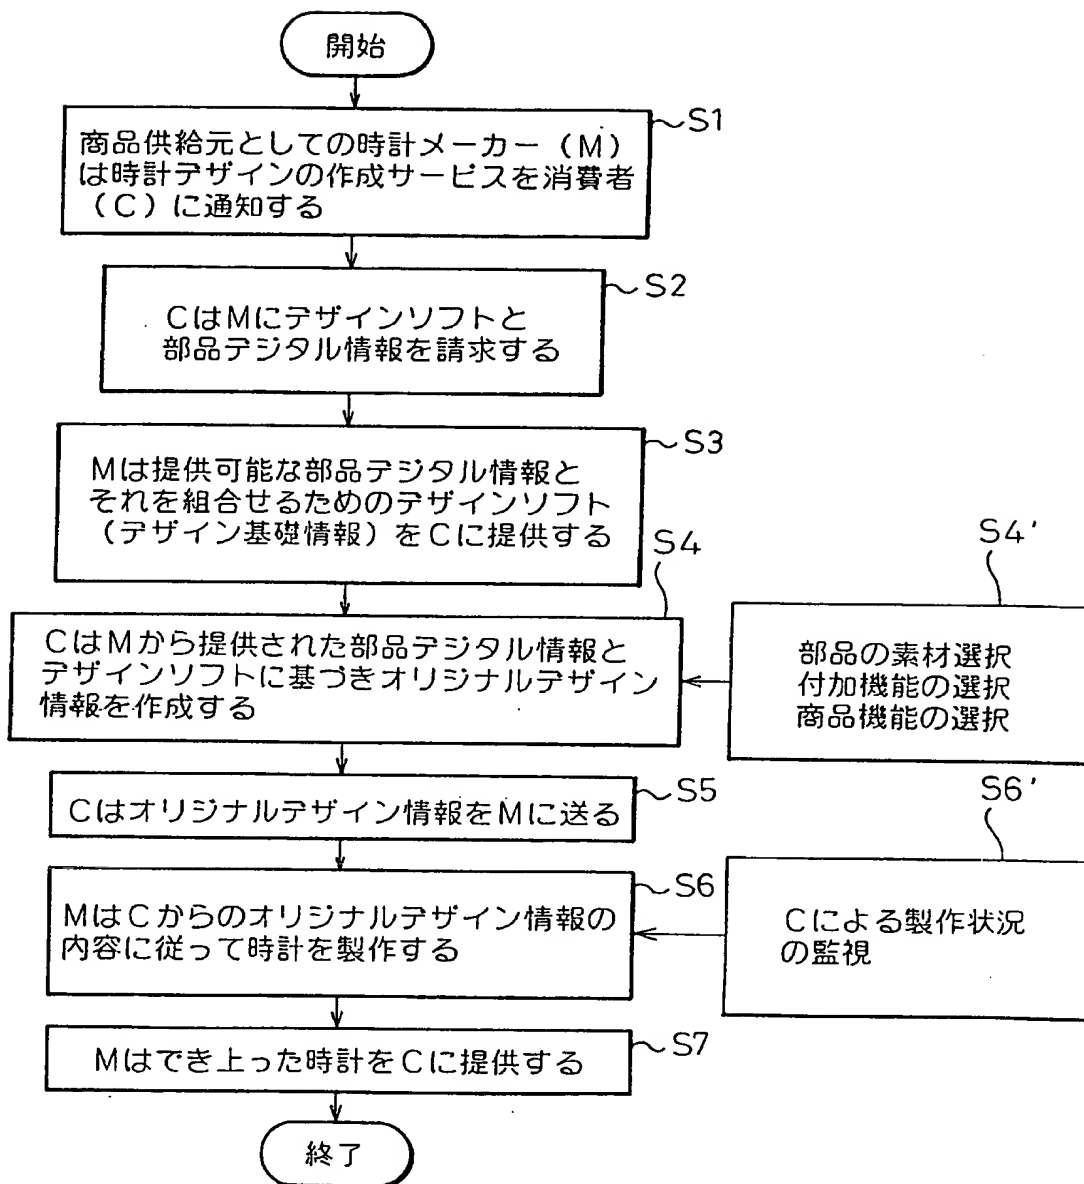 開始
S1
商品供給元としての時計メーカー（M）
は時計デザインの作成サービスを消費者
（C）に通知する
S2
CはMにデザインソフトと
部品デジタル情報を請求する
S3
Mは提供可能な部品デジタル情報と
それを組合せるためのデザインソフト
（デザイン基礎情報）をCに提供する
S4
CはMから提供された部品デジタル情報と
デザインソフトに基づきオリジナルデザイン
情報を作成する
S4'
部品の素材選択
付加機能の選択
商品機能の選択
S5
Cはオリジナルデザイン情報をMに送る
S6
MはCからのオリジナルデザイン情報の
内容に従って時計を製作する
S6'
Cによる製作状況
の監視
S7
Mはでき上った時計をCに提供する
終了